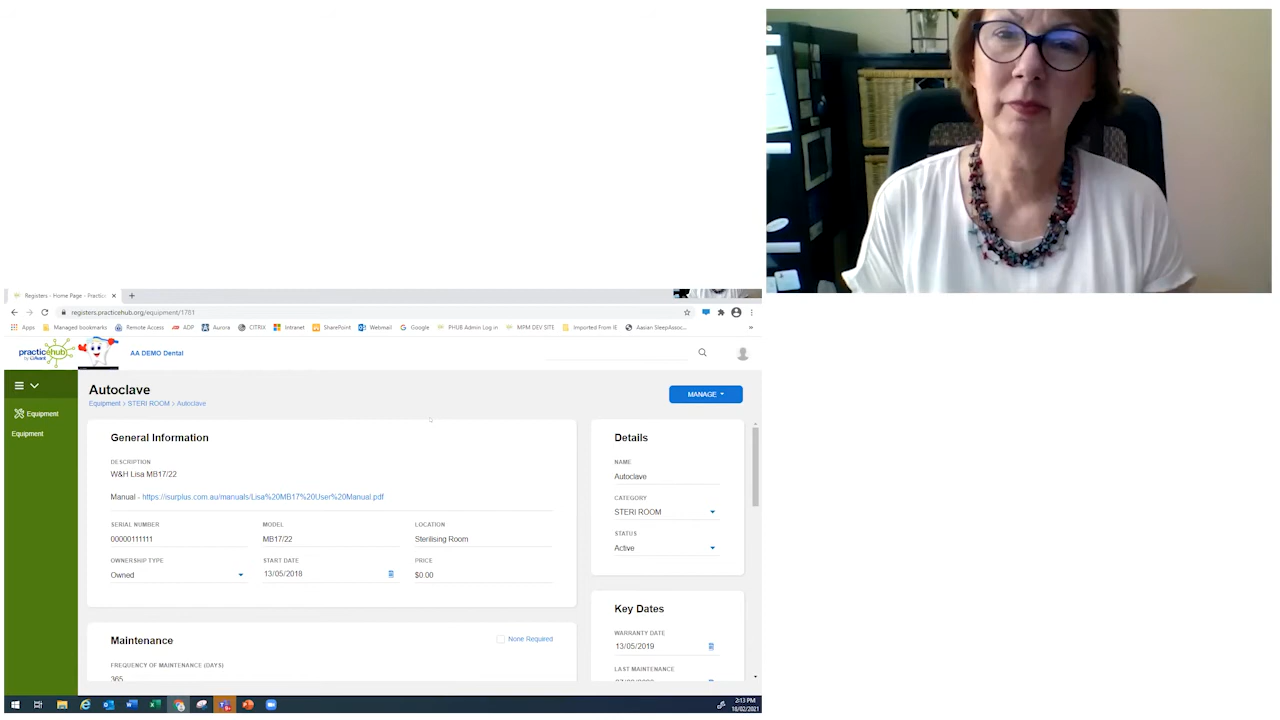 Registers - Home Page - Practice
registers.practicehub.org/equipment/1781
Apps Managed bookmarks Remote Access ADP Aurora CITRIX Intranet SharePoint Webmail Google PHUB Admin Log in MPM DEV SITE Imported From IE Aasian SleepAssoc...
practicehub
AA DEMO Dental
Equipment
Equipment
Autoclave
Equipment > STERI ROOM > Autoclave
MANAGE
General Information
DESCRIPTION
W&H Lisa MB17/22
Manual - https://isurplus.com.au/manuals/Lisa%20MB17%20User%20Manual.pdf
SERIAL NUMBER MODEL LOCATION
00000111111 MB17/22 Sterilising Room
OWNERSHIP TYPE START DATE PRICE
Owned 13/05/2018 $0.00
Maintenance
None Required
FREQUENCY OF MAINTENANCE (DAYS)
365
Details
NAME
Autoclave
CATEGORY
STERI ROOM
STATUS
Active
Key Dates
WARRANTY DATE
13/05/2019
LAST MAINTENANCE
2:13 PM